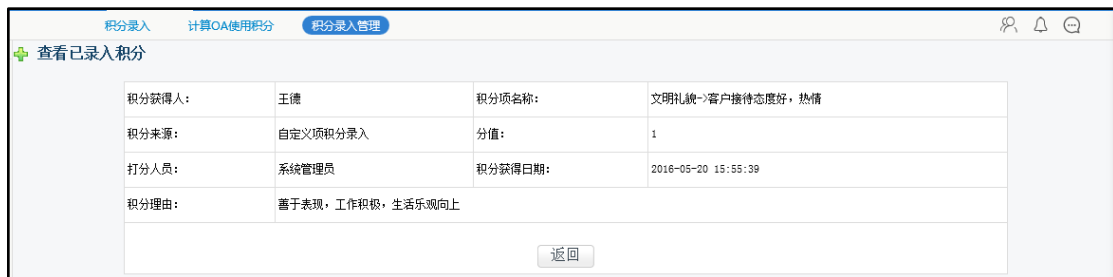 积分录入 计算OA使用积分 积分录入管理
查看已录入积分
积分获得人： 王德 积分项名称： 文明礼貌->客户接待态度好，热情
积分来源： 自定义项积分录入 分值： 1
打分人员： 系统管理员 积分获得日期： 2016-05-20 15:55:39
积分理由： 善于表现，工作积极，生活乐观向上
返回